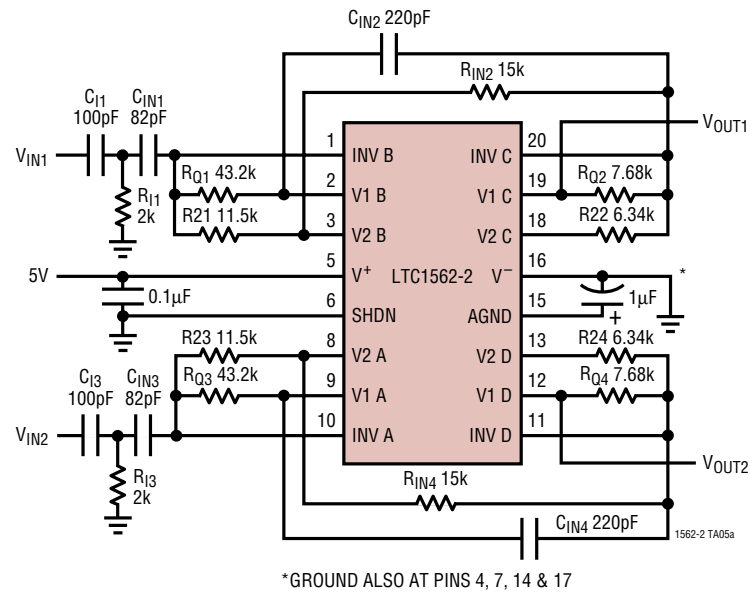 CIN2 220pF
RIN2 15k
CI1 100pF
CIN1 82pF
VIN1
RI1 2k
RQ1 43.2k
R21 11.5k
1 INV B
2 V1 B
3 V2 B
INV C 20
V1 C 19
V2 C 18
RQ2 7.68k
R22 6.34k
VOUT1
5V
0.1µF
5 V+
LTC1562-2
V– 16
*
1µF
+
6 SHDN
AGND 15
R23 11.5k
RQ3 43.2k
8 V2 A
9 V1 A
10 INV A
V2 D 13
V1 D 12
INV D 11
R24 6.34k
RQ4 7.68k
CI3 100pF
CIN3 82pF
VIN2
RI3 2k
VOUT2
RIN4 15k
CIN4 220pF
1562-2 TA05a
*GROUND ALSO AT PINS 4, 7, 14 & 17